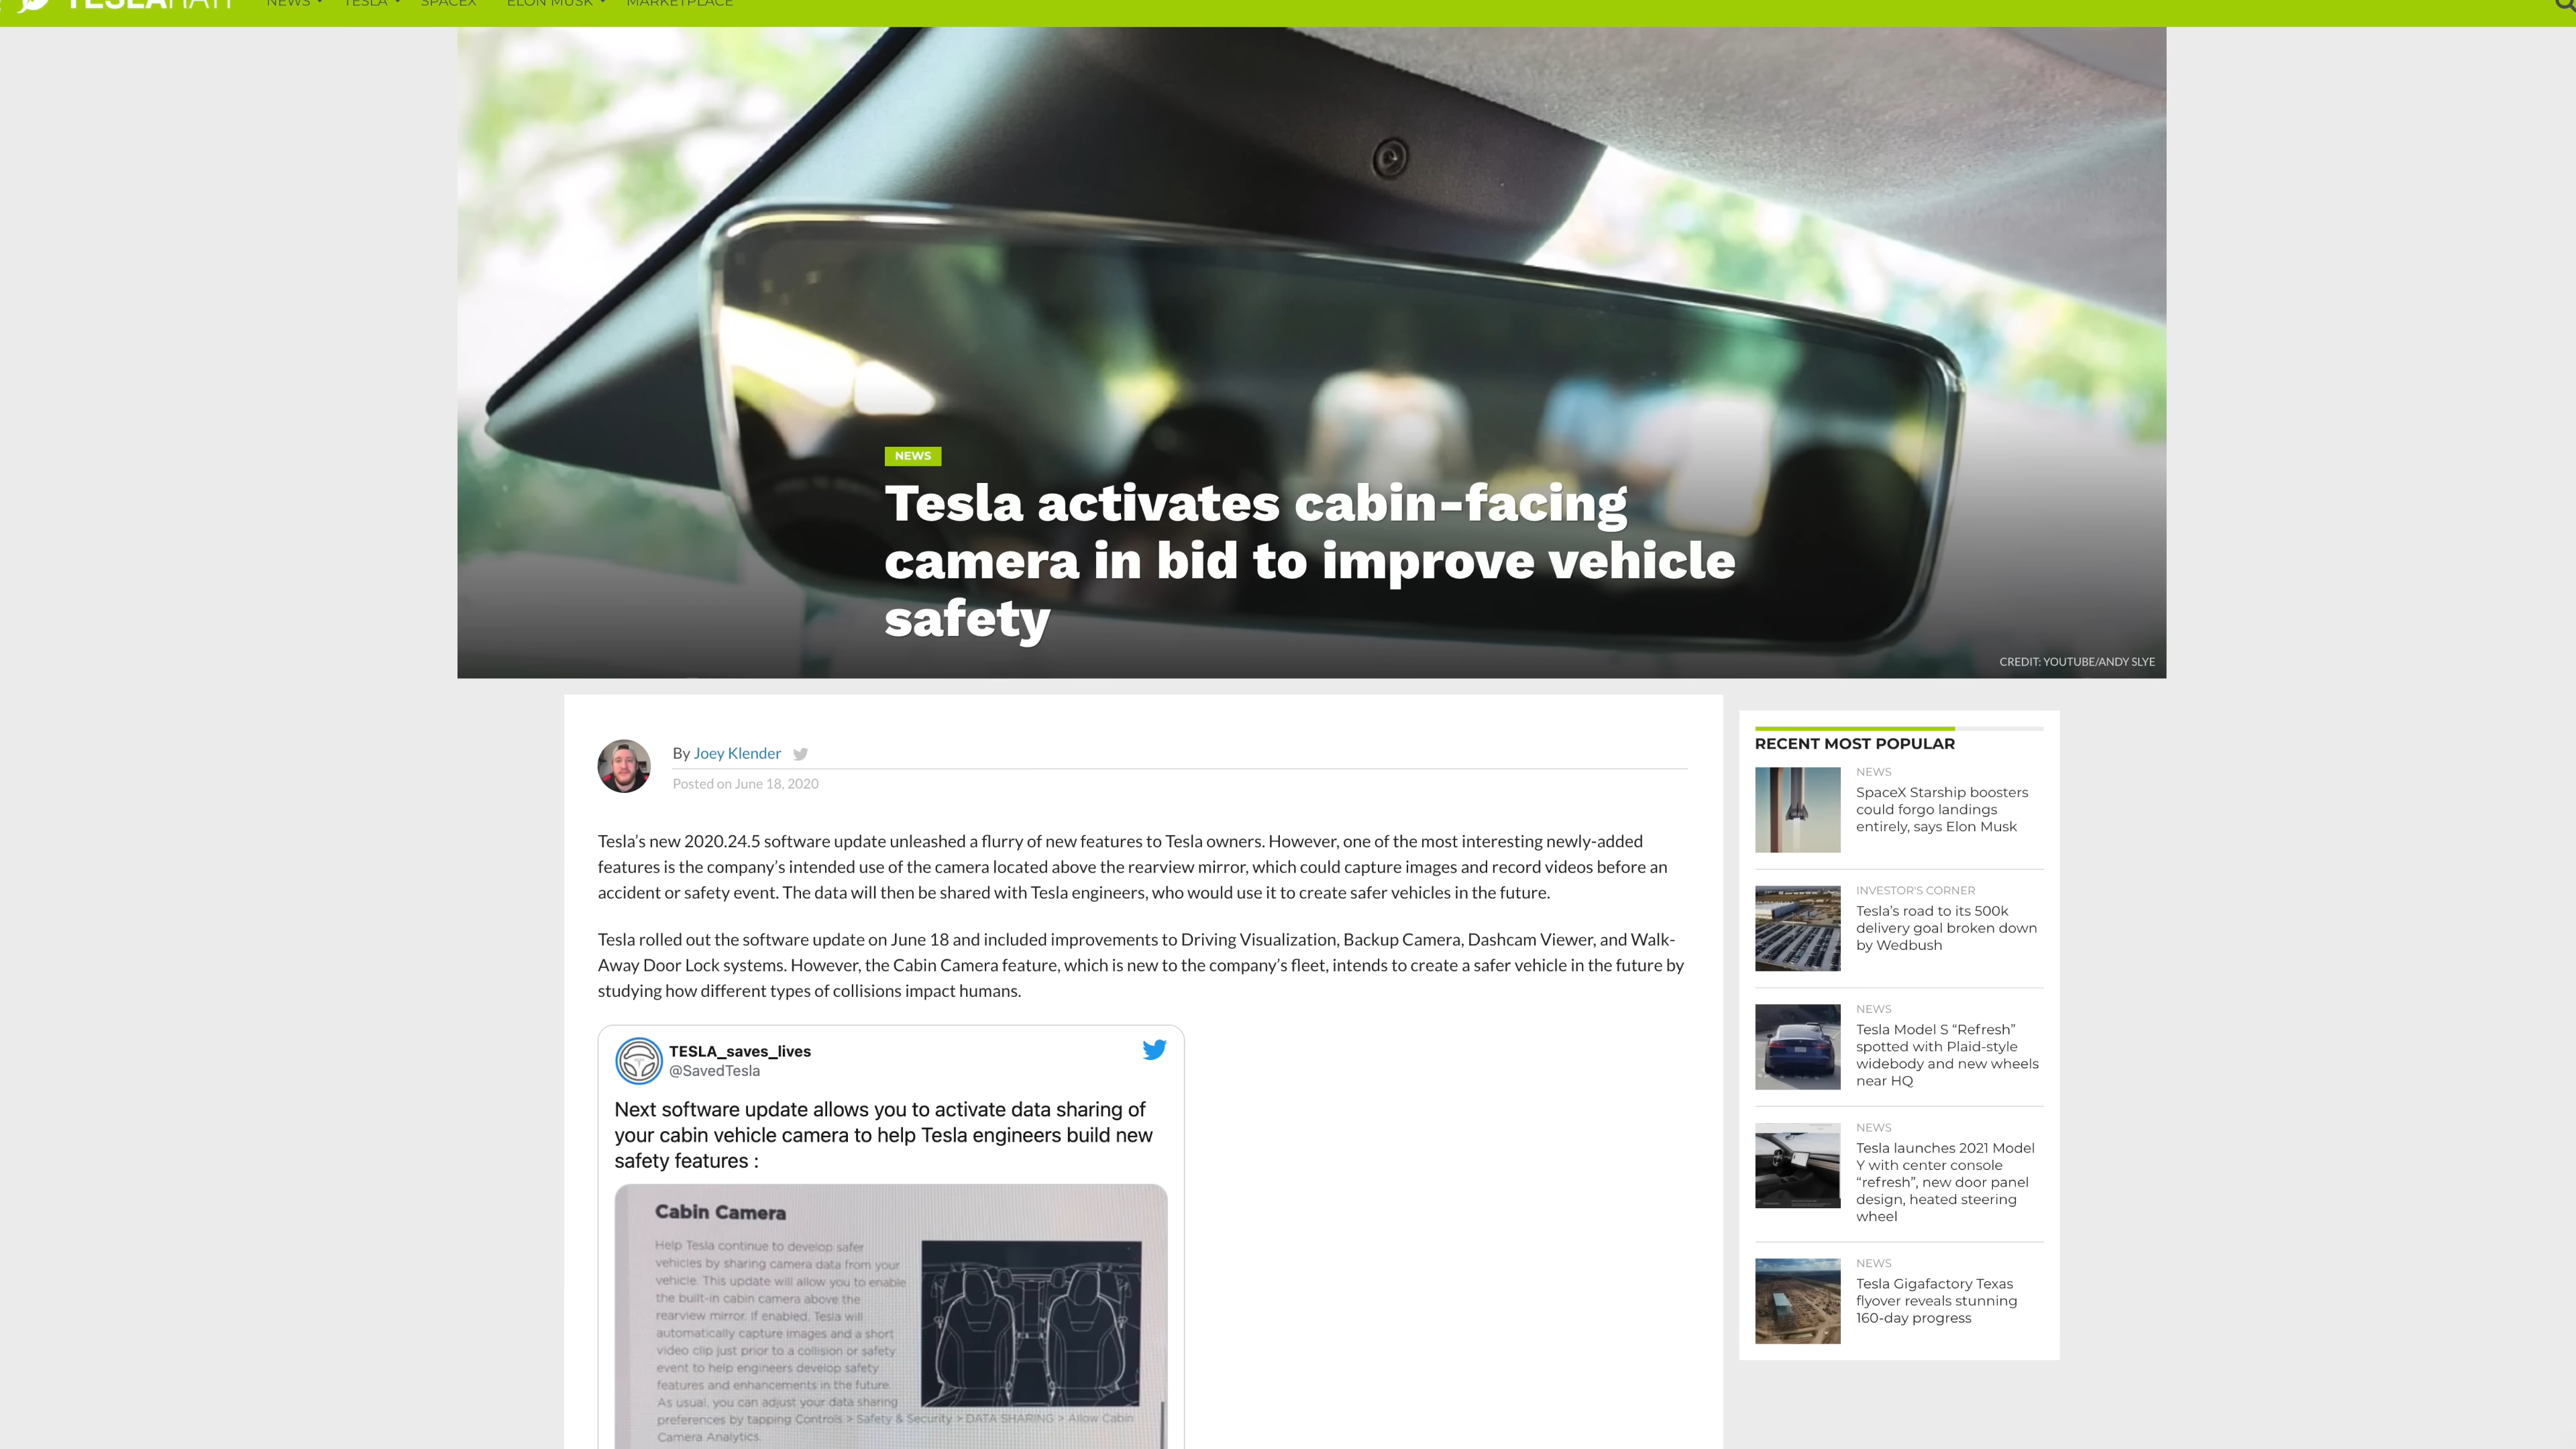 TESLARATI
NEWS
TESLA
SPACEX
ELON MUSK
MARKETPLACE
NEWS
Tesla activates cabin-facing
camera in bid to improve vehicle
safety
CREDIT: YOUTUBE/ANDY SLYE
By Joey Klender
Posted on June 18, 2020
Tesla’s new 2020.24.5 software update unleashed a flurry of new features to Tesla owners. However, one of the most interesting newly-added
features is the company’s intended use of the camera located above the rearview mirror, which could capture images and record videos before an
accident or safety event. The data will then be shared with Tesla engineers, who would use it to create safer vehicles in the future.
Tesla rolled out the software update on June 18 and included improvements to Driving Visualization, Backup Camera, Dashcam Viewer, and Walk-
Away Door Lock systems. However, the Cabin Camera feature, which is new to the company’s fleet, intends to create a safer vehicle in the future by
studying how different types of collisions impact humans.
TESLA_saves_lives
@SavedTesla
Next software update allows you to activate data sharing of
your cabin vehicle camera to help Tesla engineers build new
safety features :
Cabin Camera
Help Tesla continue to develop safer
vehicles by sharing camera data from your
vehicle. This update will allow you to enable
the built-in cabin camera above the
rearview mirror. If enabled, Tesla will
automatically capture images and a short
video clip just prior to a collision or safety
event to help engineers develop safety
features and enhancements in the future.
As usual, you can adjust your data sharing
preferences by tapping Controls > Safety & Security > DATA SHARING > Allow Cabin
Camera Analytics.
RECENT MOST POPULAR
NEWS
SpaceX Starship boosters
could forgo landings
entirely, says Elon Musk
INVESTOR'S CORNER
Tesla’s road to its 500k
delivery goal broken down
by Wedbush
NEWS
Tesla Model S “Refresh”
spotted with Plaid-style
widebody and new wheels
near HQ
NEWS
Tesla launches 2021 Model
Y with center console
“refresh”, new door panel
design, heated steering
wheel
NEWS
Tesla Gigafactory Texas
flyover reveals stunning
160-day progress